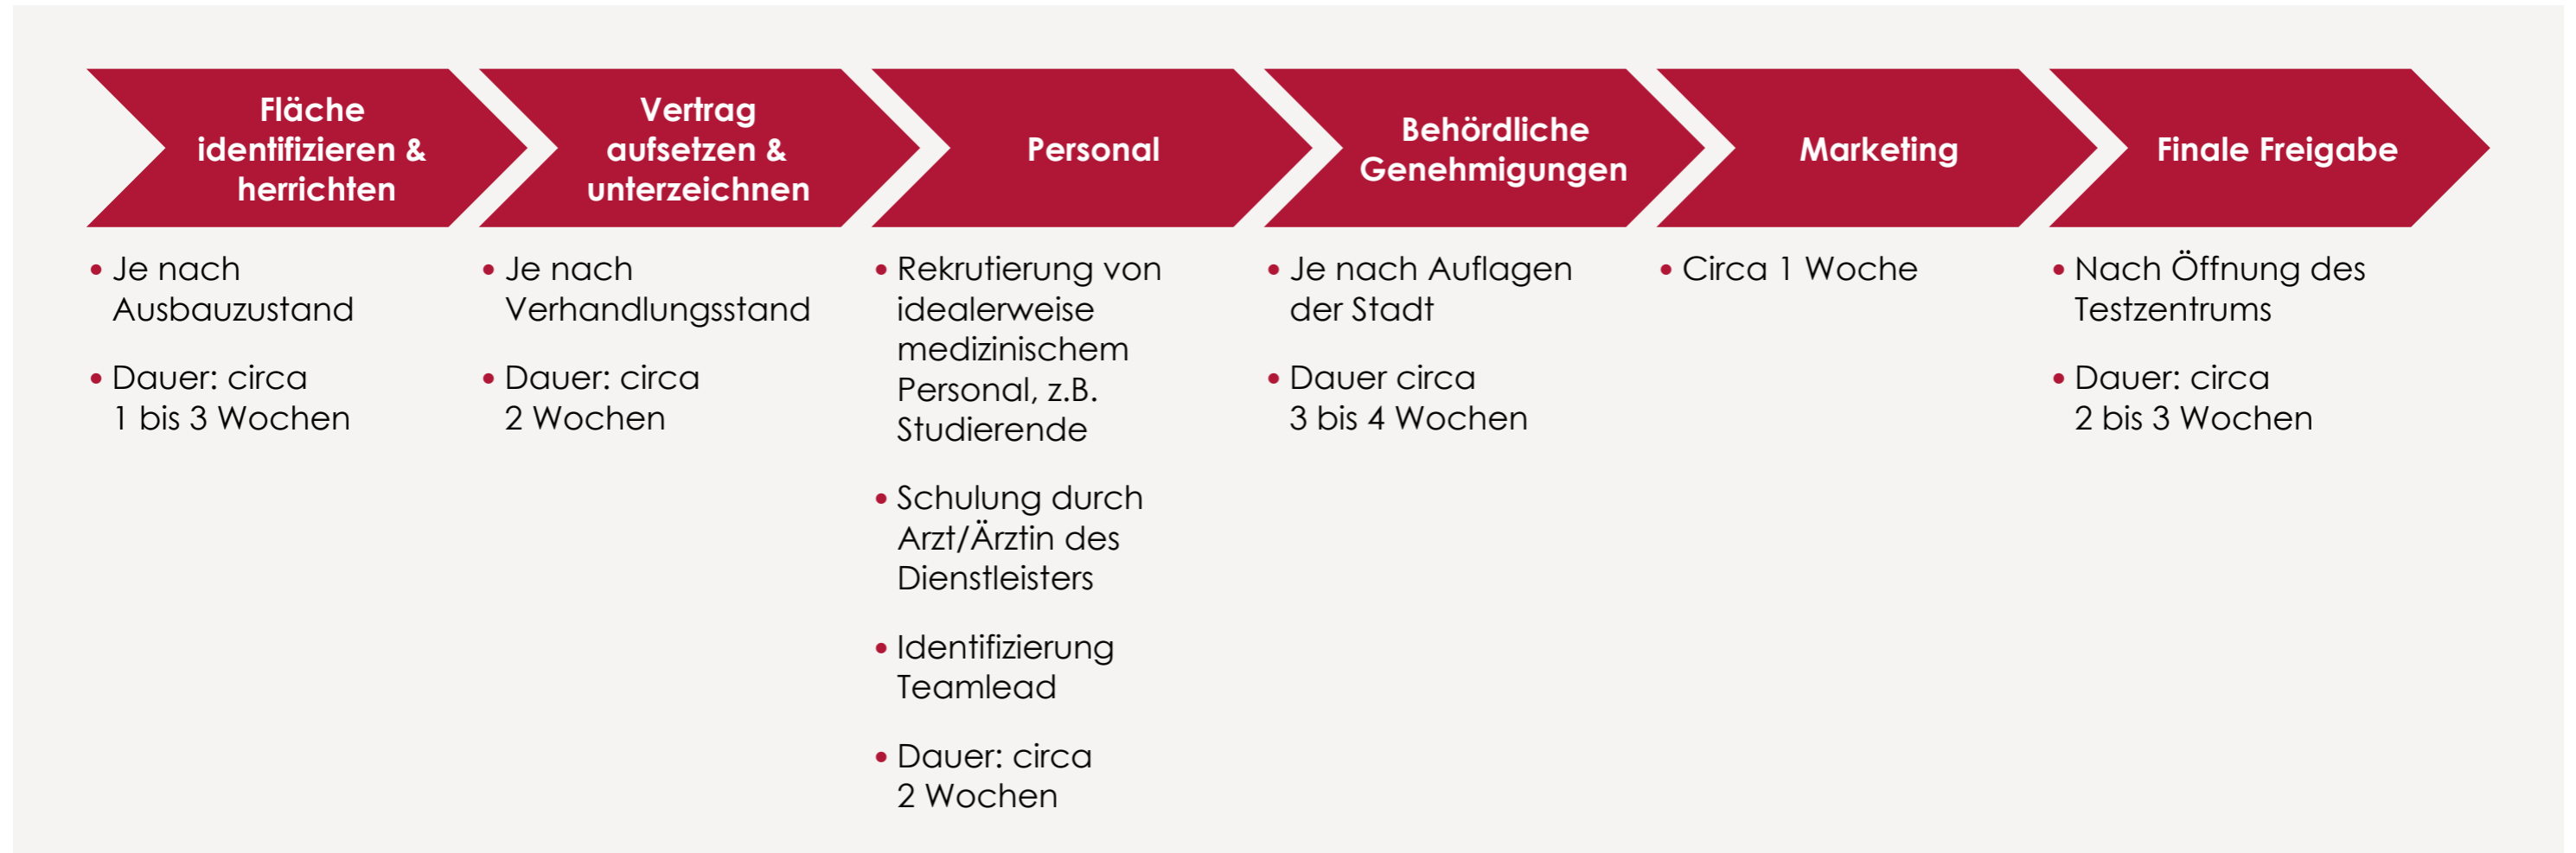 Fläche
identifizieren &
herrichten
Vertrag
aufsetzen &
unterzeichnen
Personal
Behördliche
Genehmigungen
Marketing
Finale Freigabe
• Je nach
Ausbauzustand
• Dauer: circa
1 bis 3 Wochen
• Je nach
Verhandlungsstand
• Dauer: circa
2 Wochen
• Rekrutierung von
idealerweise
medizinischem
Personal, z.B.
Studierende
• Schulung durch
Arzt/Ärztin des
Dienstleisters
• Identifizierung
Teamlead
• Dauer: circa
2 Wochen
• Je nach Auflagen
der Stadt
• Dauer circa
3 bis 4 Wochen
• Circa 1 Woche
• Nach Öffnung des
Testzentrums
• Dauer: circa
2 bis 3 Wochen